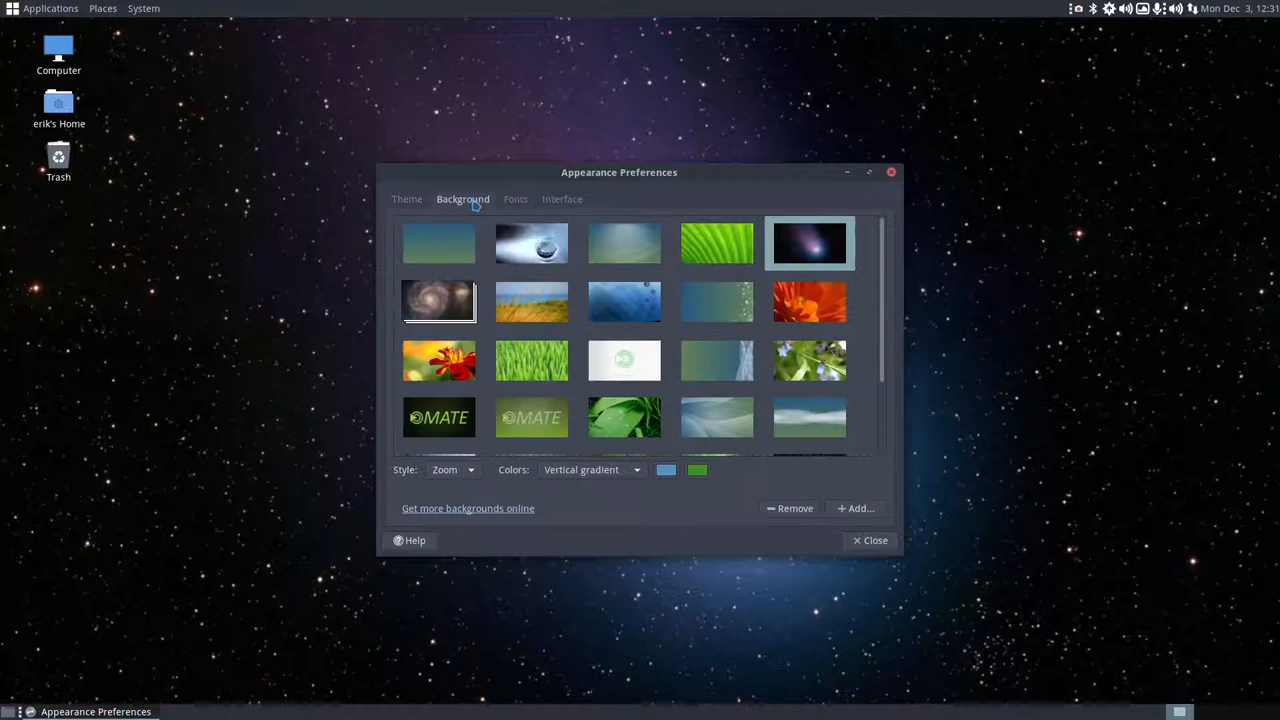 Applications Places System
Mon Dec 3, 12:31
Computer
erik's Home
Trash
Appearance Preferences
Theme Background Fonts Interface
MATE MATE
Style: Zoom Colors: Vertical gradient
Get more backgrounds online
Remove Add...
Help Close
Appearance Preferences